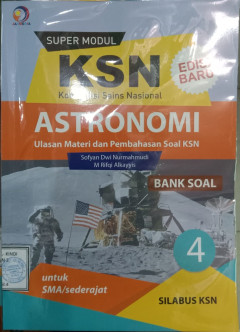 SUPER MODUL
KSN
EDISI
BARU
Kompetisi Sains Nasional
ASTRONOMI
Ulasan Materi dan Pembahasan Soal KSN
Sofyan Dwi Nurmahmudi
M Rifqi Alkaygis
BANK SOAL
4
untuk
SMA/sederajat
SILABUS KSN